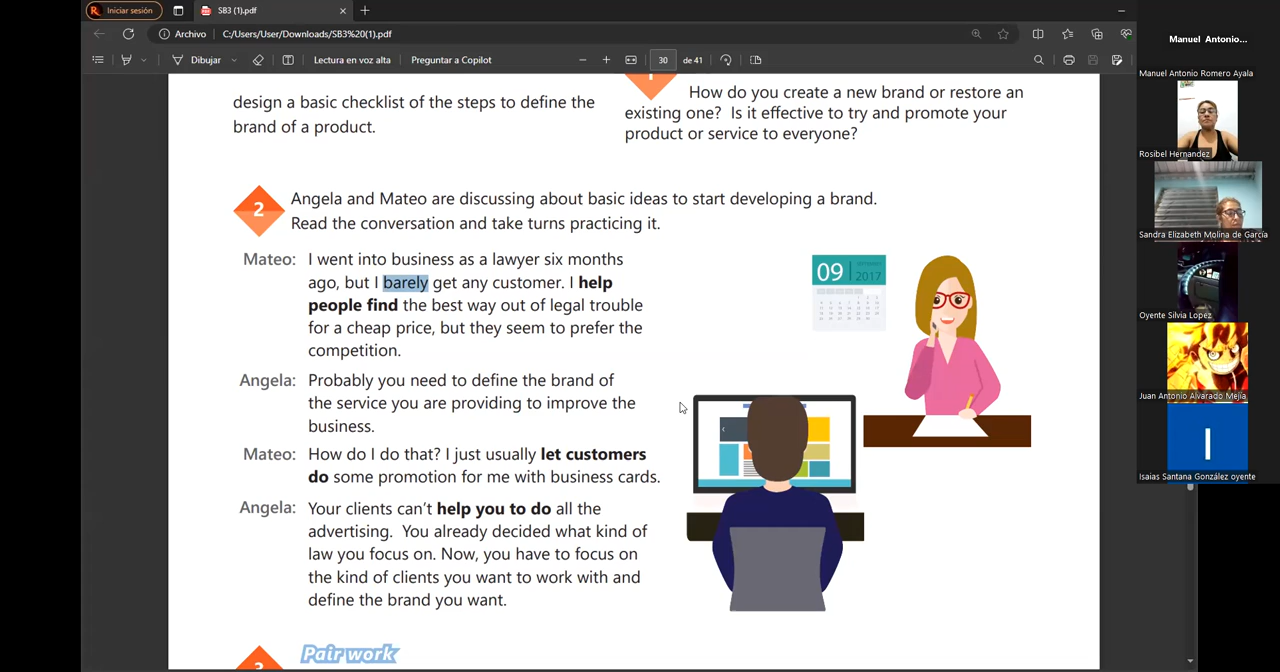 Iniciar sesión
SB3 (1).pdf
Archivo
C:/Users/User/Downloads/SB3%20(1).pdf
Dibujar
Lectura en voz alta
Preguntar a Copilot
30
de 41
design a basic checklist of the steps to define the
brand of a product.
How do you create a new brand or restore an
existing one? Is it effective to try and promote your
product or service to everyone?
2
Angela and Mateo are discussing about basic ideas to start developing a brand.
Read the conversation and take turns practicing it.
Mateo: I went into business as a lawyer six months
ago, but I barely get any customer. I help
people find the best way out of legal trouble
for a cheap price, but they seem to prefer the
competition.
Angela: Probably you need to define the brand of
the service you are providing to improve the
business.
Mateo: How do I do that? I just usually let customers
do some promotion for me with business cards.
Angela: Your clients can't help you to do all the
advertising. You already decided what kind of
law you focus on. Now, you have to focus on
the kind of clients you want to work with and
define the brand you want.
09
2017
Pair work
Manuel Antonio...
Manuel Antonio Romero Ayala
Rosibel Hernandez
Sandra Elizabeth Molina de García
Oyente Silvia Lopez
Juan Antonio Alvarado Mejía
I
Isaias Santana González oyente